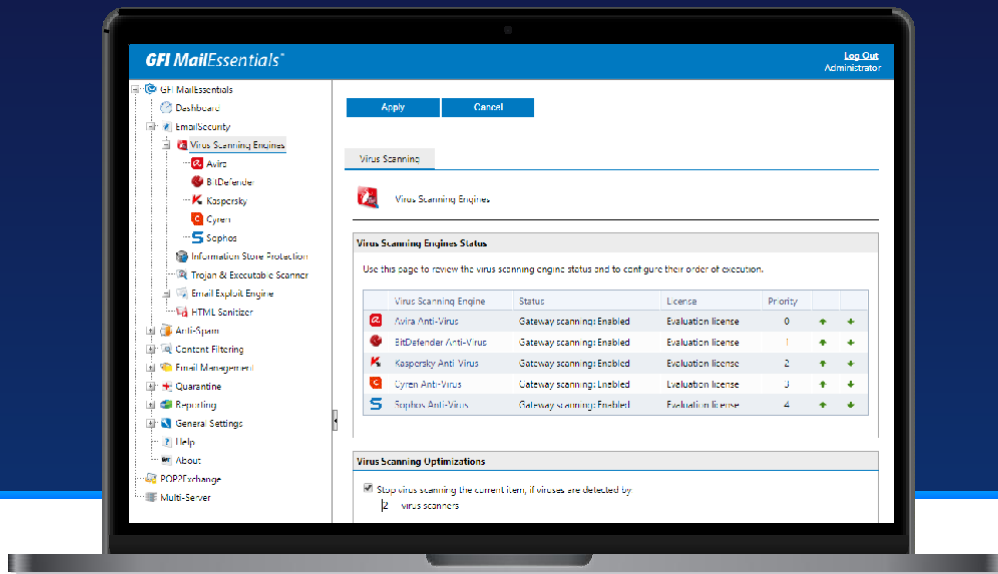 GFI MailEssentials™
Log Out
Administrator
GFI MailEssentials
Dashboard
EmailSecurity
Virus Scanning Engines
Avira
BitDefender
Kaspersky
Cyren
Sophos
Information Store Protection
Trojan & Executable Scanner
Email Exploit Engine
HTML Sanitizer
Anti-Spam
Content Filtering
Email Management
Quarantine
Reporting
General Settings
Help
About
POP2Exchange
Multi-Server
Apply Cancel
Virus Scanning
Virus Scanning Engines
Virus Scanning Engines Status
Use this page to review the virus scanning engine status and to configure their order of execution.
Virus Scanning Engine Status License Priority
Avira Anti-Virus Gateway scanning: Enabled Evaluation license 0
BitDefender Anti-Virus Gateway scanning: Enabled Evaluation license 1
Kaspersky Anti-Virus Gateway scanning: Enabled Evaluation license 2
Cyren Anti-Virus Gateway scanning: Enabled Evaluation license 3
Sophos Anti-Virus Gateway scanning: Enabled Evaluation license 4
Virus Scanning Optimizations
Stop virus scanning the current item, if viruses are detected by
2 virus scanners